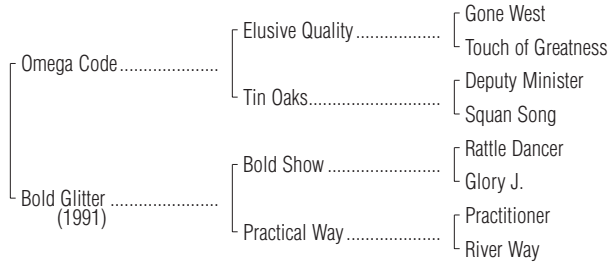 Gone West
Elusive Quality ..................
Touch of Greatness
Omega Code .....................
Deputy Minister
Tin Oaks............................
Squan Song
Rattle Dancer
Bold Show ........................
Glory J.
Bold Glitter .......................
(1991)
Practitioner
Practical Way ....................
River Way